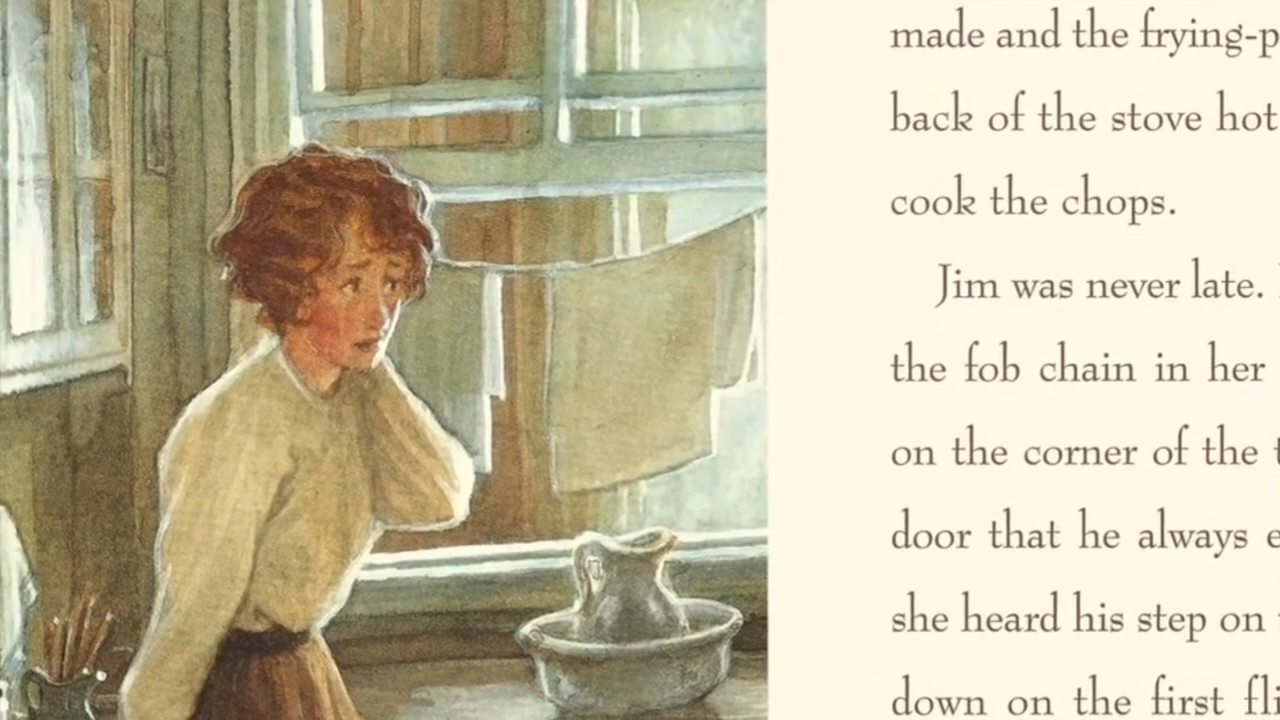 made and the frying-p
back of the stove hot
cook the chops.
Jim was never late.
the fob chain in her
on the corner of the t
door that he always e
she heard his step on
down on the first fli